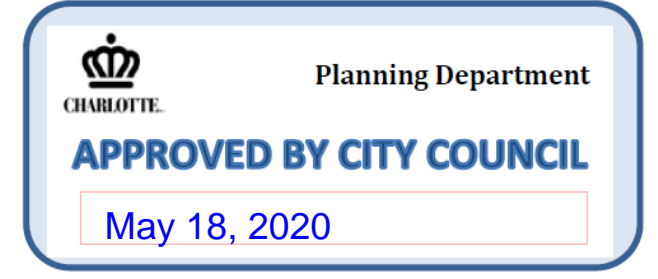 Planning Department
CHARLOTTE.
APPROVED BY CITY COUNCIL
May 18, 2020